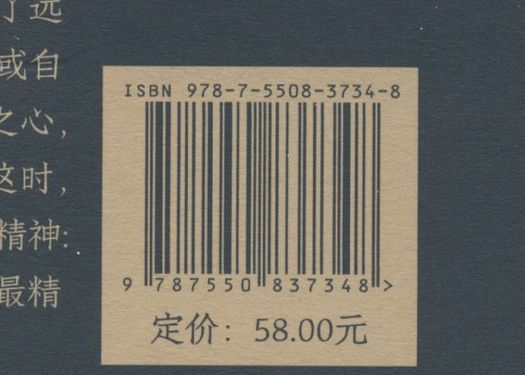 了远
或自
之心，
这时，
精神：
最精
ISBN 978-7-5508-3734-8
9 787550 837348 >
定价：58.00元